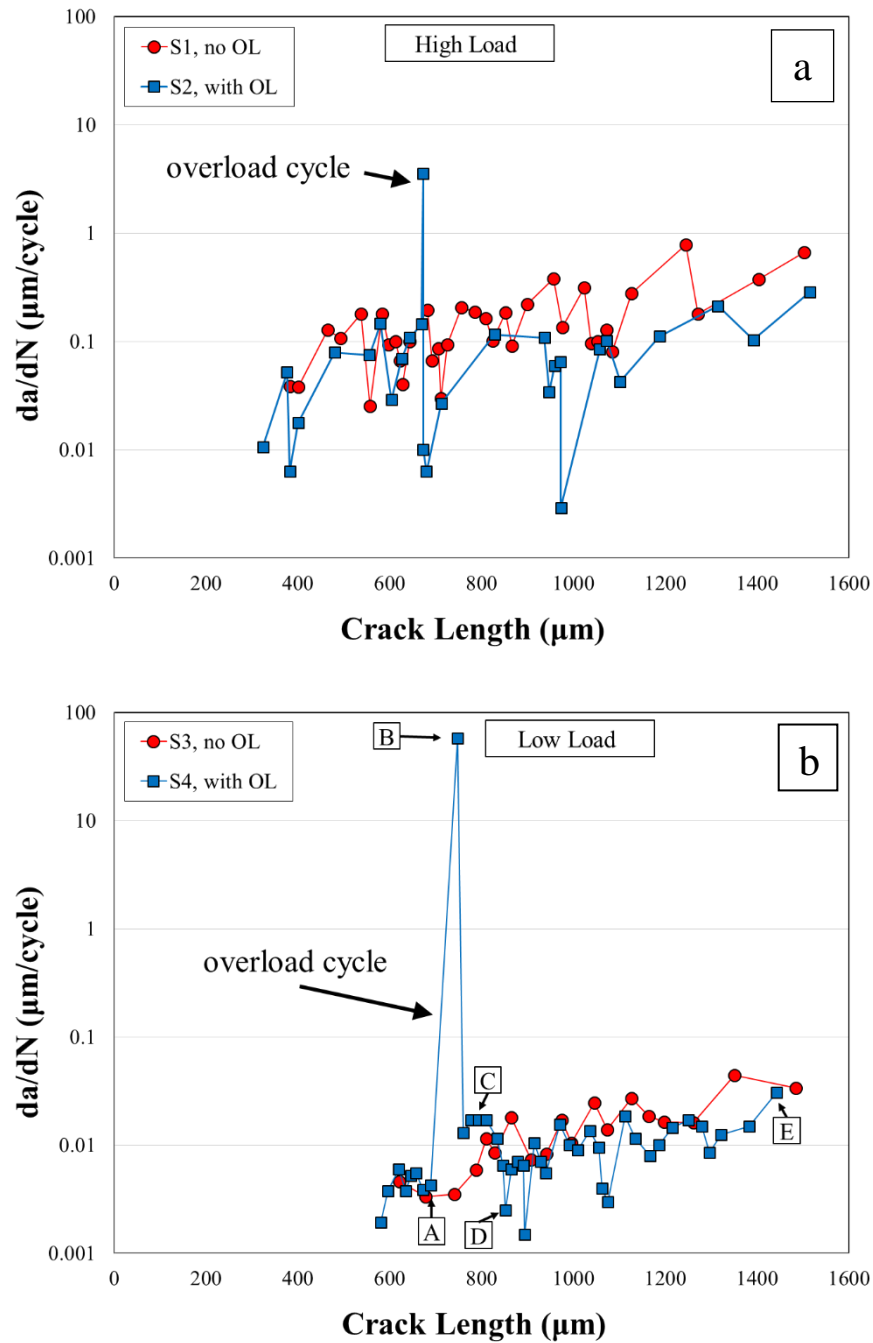 100
S1, no OL
High Load
a
S2, with OL
10
overload cycle
1
da/dN (µm/cycle)
0.1
0.01
0.001
0 200 400 600 800 1000 1200 1400 1600
Crack Length (µm)
100
S3, no OL
B
Low Load
b
S4, with OL
10
1
da/dN (µm/cycle)
overload cycle
0.1
C
0.01
E
A
D
0.001
0 200 400 600 800 1000 1200 1400 1600
Crack Length (µm)